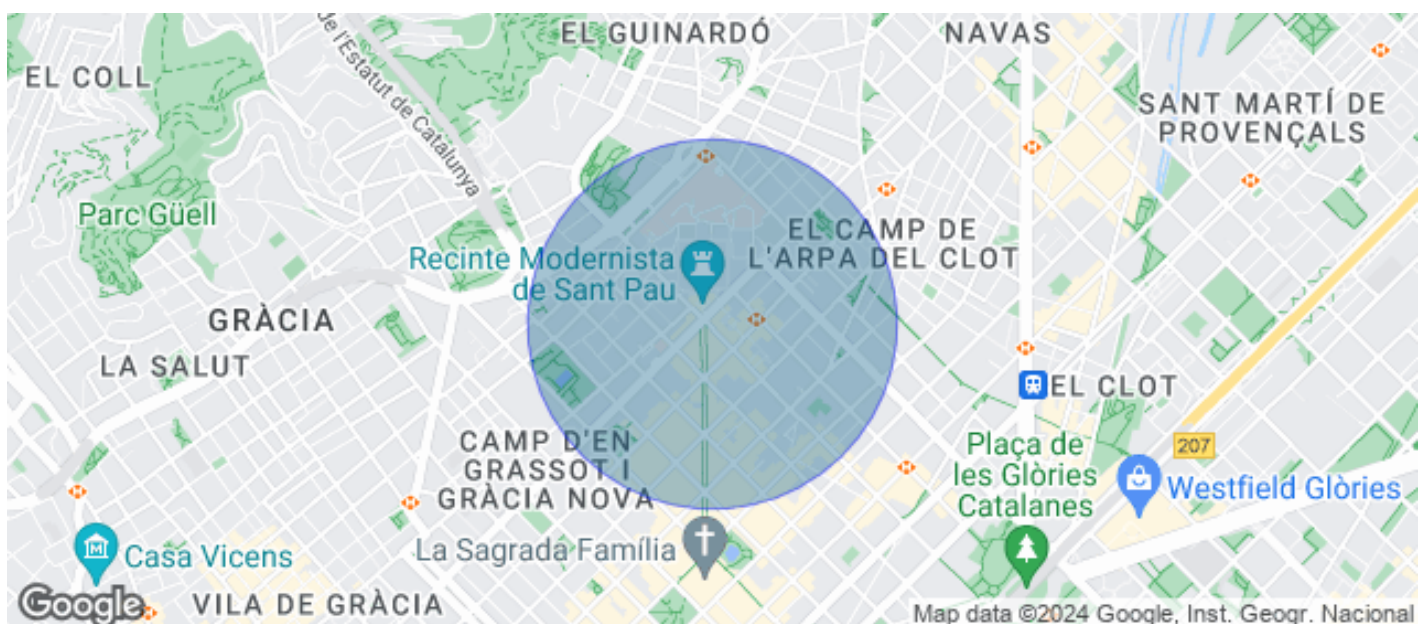 EL GUINARDÓ
NAVAS
EL COLL
de l'Estatut de Catalunya
SANT MARTÍ DE
PROVENÇALS
Parc Güell
EL CAMP DE
L'ARPA DEL CLOT
Recinte Modernista
de Sant Pau
GRÀCIA
LA SALUT
EL CLOT
CAMP D'EN
GRASSOT I
GRÀCIA NOVA
Plaça de
les Glòries
Catalanes
207
Westfield Glòries
La Sagrada Família
Casa Vicens
M
Google
VILA DE GRÀCIA
Map data ©2024 Google, Inst. Geogr. Nacional